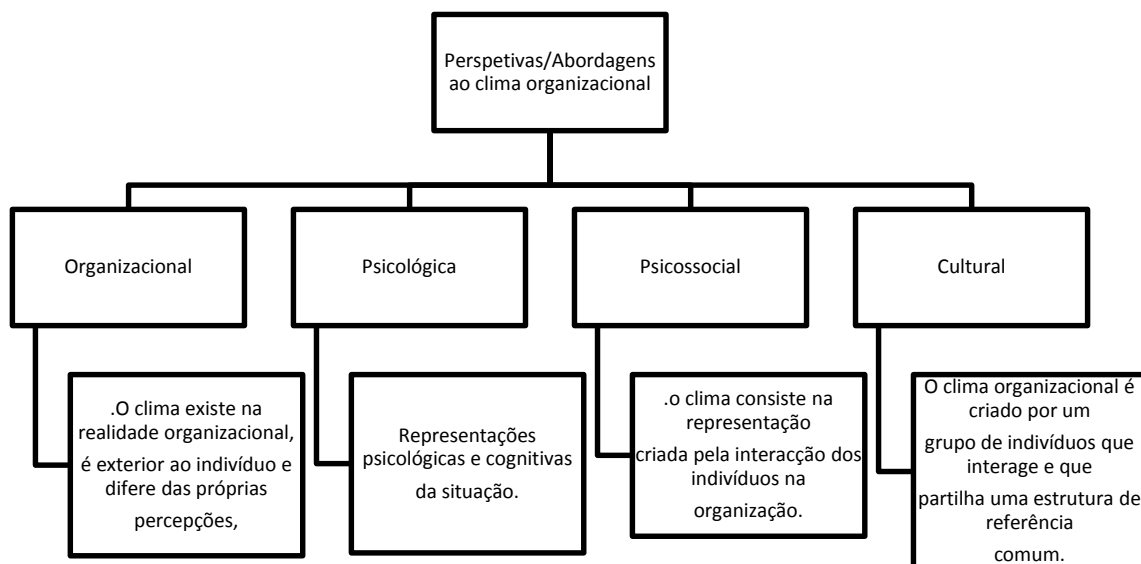 Perspetivas/Abordagens
ao clima organizacional
Organizacional
Psicológica
Psicossocial
Cultural
.O clima existe na
realidade organizacional,
é exterior ao indivíduo e
difere das próprias
percepções,
Representações
psicológicas e cognitivas
da situação.
.o clima consiste na
representação
criada pela interacção dos
indivíduos na
organização.
O clima organizacional é
criado por um
grupo de indivíduos que
interage e que
partilha uma estrutura de
referência
comum.